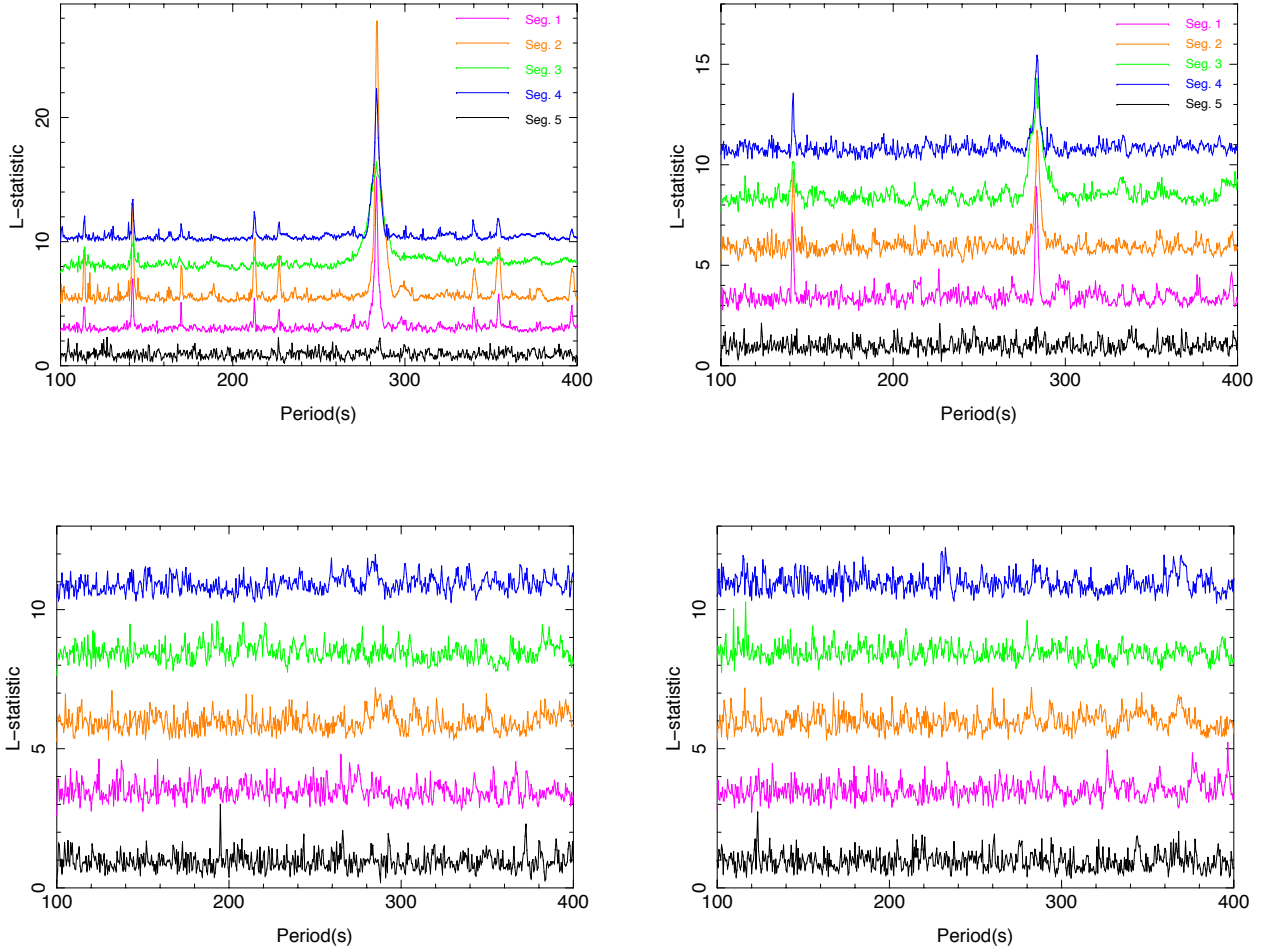 Seg. 1
Seg. 2
Seg. 3
Seg. 4
Seg. 5
L−statistic
0
10
20
100
200
300
400
Period(s)
Seg. 1
Seg. 2
Seg. 3
Seg. 4
Seg. 5
L−statistic
0
5
10
15
100
200
300
400
Period(s)
L−statistic
0
5
10
100
200
300
400
Period(s)
L−statistic
0
5
10
100
200
300
400
Period(s)